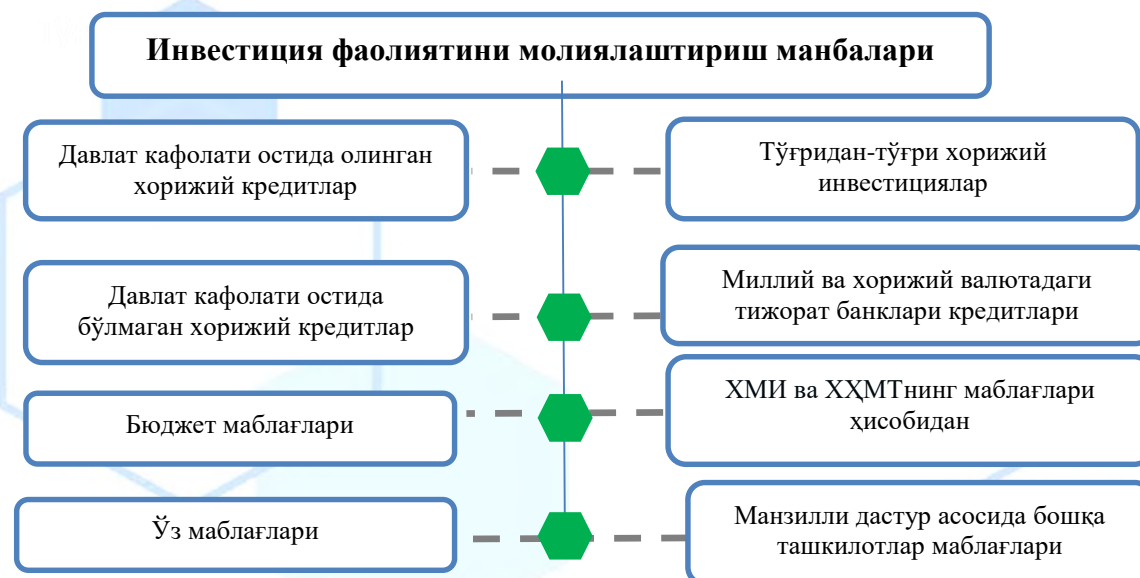 Инвестиция фаолиятини молиялаштириш манбалари
Давлат кафолати остида олинган
хорижий кредитлар
Тўғридан-тўғри хорижий
инвестициялар
Давлат кафолати остида
бўлмаган хорижий кредитлар
Миллий ва хорижий валютадаги
тижорат банклари кредитлари
Бюджет маблағлари
ХМИ ва ХҲМТнинг маблағлари
ҳисобидан
Ўз маблағлари
Манзилли дастур асосида бошқа
ташкилотлар маблағлари